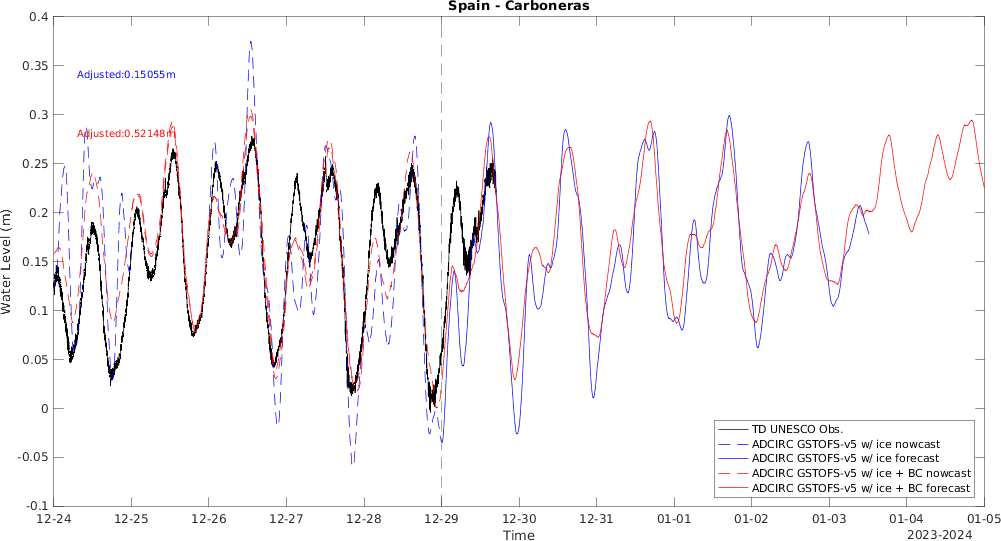 Spain - Carboneras
Adjusted:0.15055m
Adjusted:0.52148m
Water Level (m)
0.4
0.35
0.3
0.25
0.2
0.15
0.1
0.05
0
-0.05
-0.1
12-24 12-25 12-26 12-27 12-28 12-29 12-30 12-31 01-01 01-02 01-03 01-04 01-05
Time
2023-2024
TD UNESCO Obs.
ADCIRC GSTOFS-v5 w/ ice nowcast
ADCIRC GSTOFS-v5 w/ ice forecast
ADCIRC GSTOFS-v5 w/ ice + BC nowcast
ADCIRC GSTOFS-v5 w/ ice + BC forecast